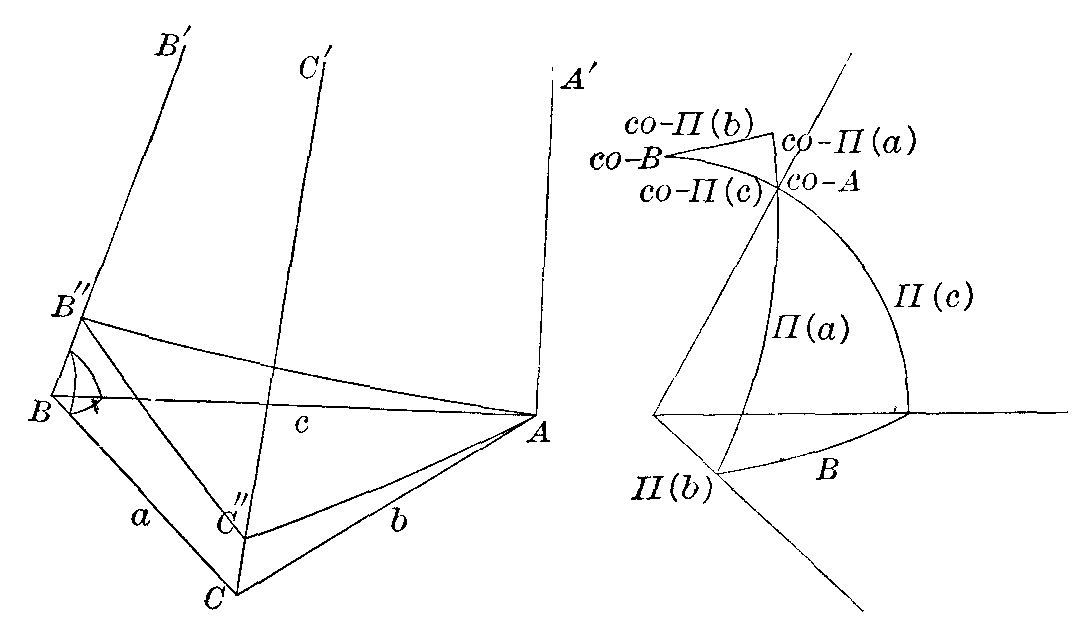 B′
C′
A′
B″
B
c
A
a
C″
b
C
co-Π(b)
co-Π(a)
co-B
co-Π(c)
co-A
Π(c)
Π(a)
B
Π(b)